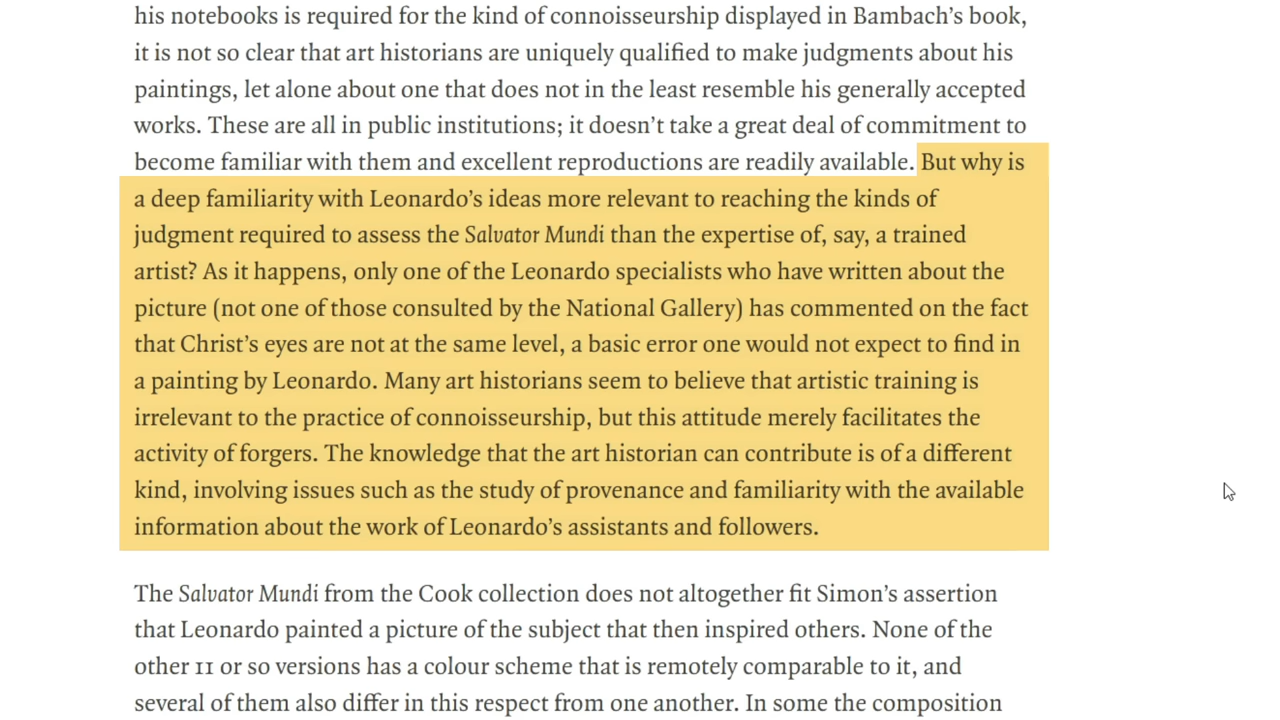 his notebooks is required for the kind of connoisseurship displayed in Bambach’s book,
it is not so clear that art historians are uniquely qualified to make judgments about his
paintings, let alone about one that does not in the least resemble his generally accepted
works. These are all in public institutions; it doesn’t take a great deal of commitment to
become familiar with them and excellent reproductions are readily available. But why is
a deep familiarity with Leonardo’s ideas more relevant to reaching the kinds of
judgment required to assess the Salvator Mundi than the expertise of, say, a trained
artist? As it happens, only one of the Leonardo specialists who have written about the
picture (not one of those consulted by the National Gallery) has commented on the fact
that Christ’s eyes are not at the same level, a basic error one would not expect to find in
a painting by Leonardo. Many art historians seem to believe that artistic training is
irrelevant to the practice of connoisseurship, but this attitude merely facilitates the
activity of forgers. The knowledge that the art historian can contribute is of a different
kind, involving issues such as the study of provenance and familiarity with the available
information about the work of Leonardo’s assistants and followers.
The Salvator Mundi from the Cook collection does not altogether fit Simon’s assertion
that Leonardo painted a picture of the subject that then inspired others. None of the
other 11 or so versions has a colour scheme that is remotely comparable to it, and
several of them also differ in this respect from one another. In some the composition